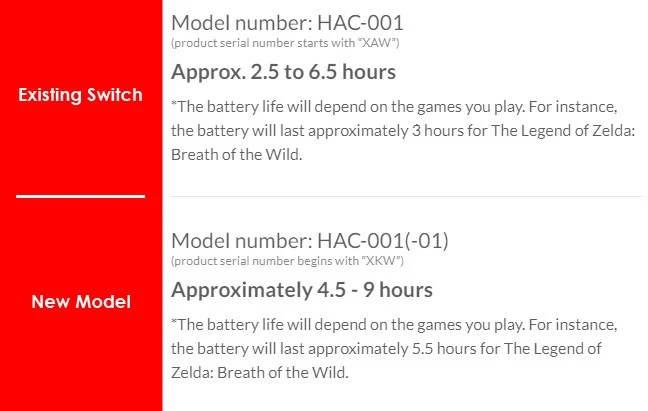 Existing Switch
Model number: HAC-001
(product serial number starts with "XAW")
Approx. 2.5 to 6.5 hours
*The battery life will depend on the games you play. For instance,
the battery will last approximately 3 hours for The Legend of Zelda:
Breath of the Wild.
New Model
Model number: HAC-001(-01)
(product serial number begins with "XKW")
Approximately 4.5 - 9 hours
*The battery life will depend on the games you play. For instance,
the battery will last approximately 5.5 hours for The Legend of
Zelda: Breath of the Wild.